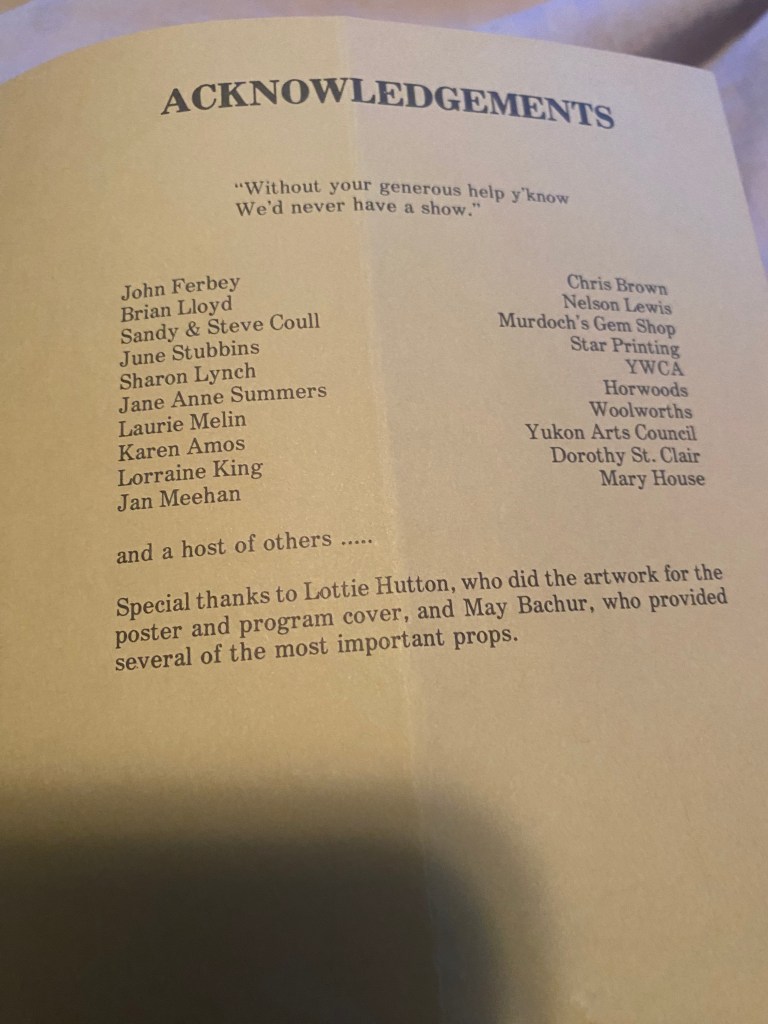 ACKNOWLEDGEMENTS
"Without your generous help y'know
We'd never have a show."
John Ferbey
Brian Lloyd
Sandy & Steve Coull
June Stubbins
Sharon Lynch
Jane Anne Summers
Laurie Melin
Karen Amos
Lorraine King
Jan Meehan
Chris Brown
Nelson Lewis
Murdoch's Gem Shop
Star Printing
YWCA
Horwoods
Woolworths
Yukon Arts Council
Dorothy St. Clair
Mary House
and a host of others .....
Special thanks to Lottie Hutton, who did the artwork for the
poster and program cover, and May Bachur, who provided
several of the most important props.